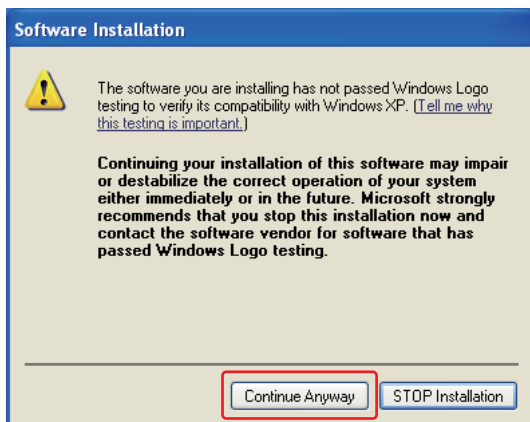 Software Installation
The software you are installing has not passed Windows Logo
testing to verify its compatibility with Windows XP. (Tell me why
this testing is important.)
Continuing your installation of this software may impair
or destabilize the correct operation of your system
either immediately or in the future. Microsoft strongly
recommends that you stop this installation now and
contact the software vendor for software that has
passed Windows Logo testing.
Continue Anyway
STOP Installation